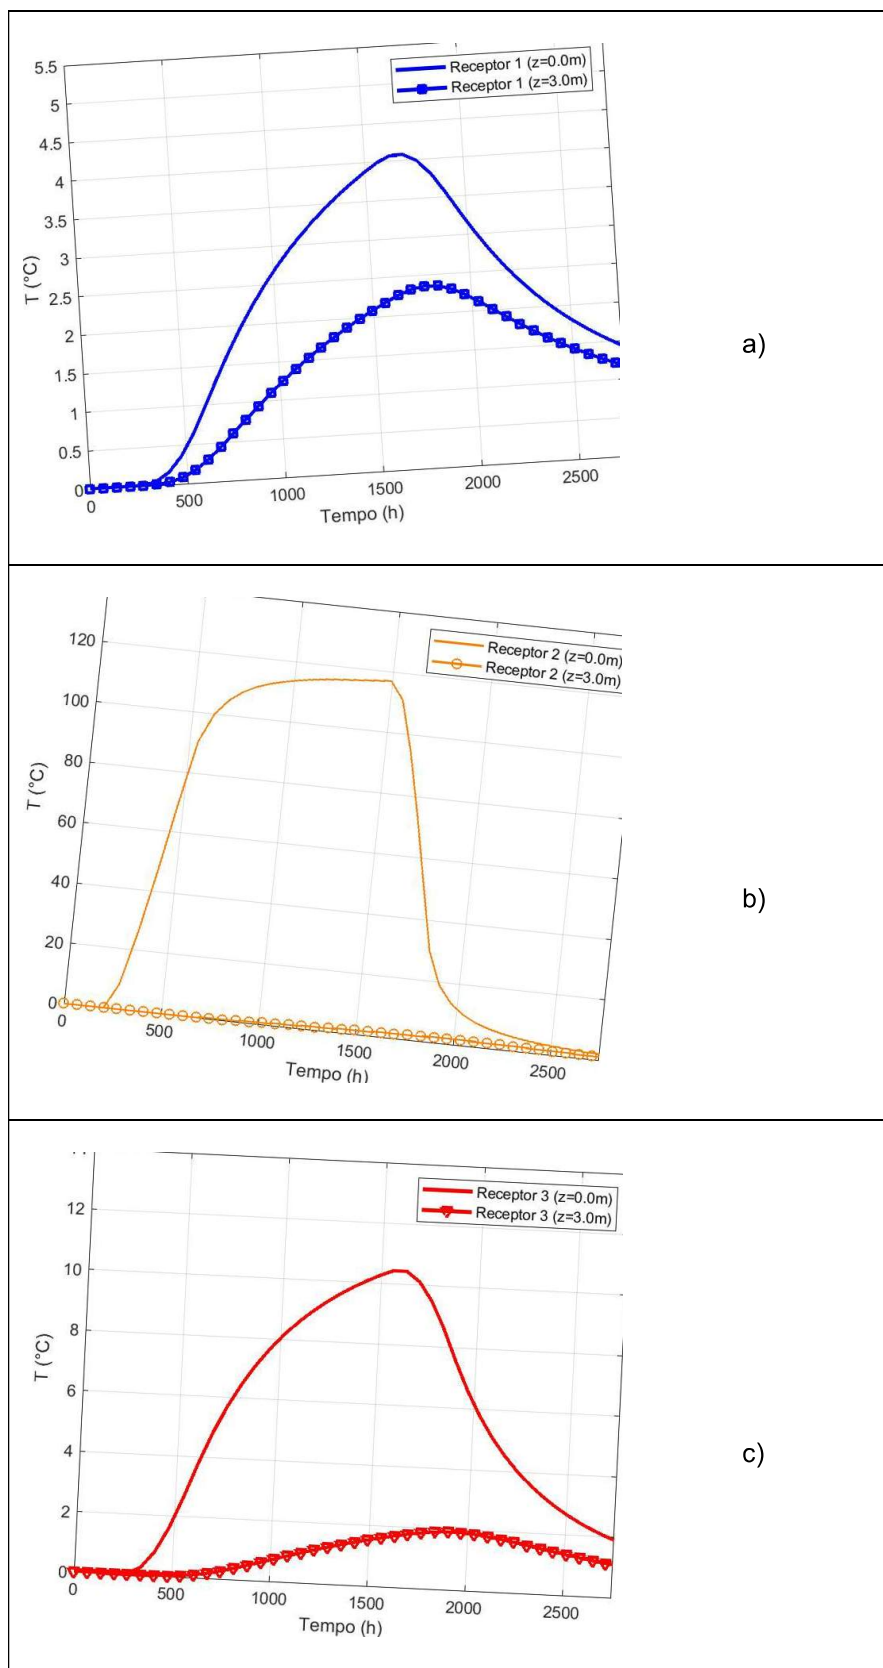 5.5
5
4.5
4
3.5
3
2.5
2
1.5
1
0.5
0
T (°C)
Receptor 1 (z=0.0m)
Receptor 1 (z=3.0m)
0
500
1000
1500
2000
2500
Tempo (h)
a)
120
100
80
60
40
20
0
T (°C)
Receptor 2 (z=0.0m)
Receptor 2 (z=3.0m)
0
500
1000
1500
2000
2500
Tempo (h)
b)
12
10
8
6
4
2
0
T (°C)
Receptor 3 (z=0.0m)
Receptor 3 (z=3.0m)
0
500
1000
1500
2000
2500
Tempo (h)
c)